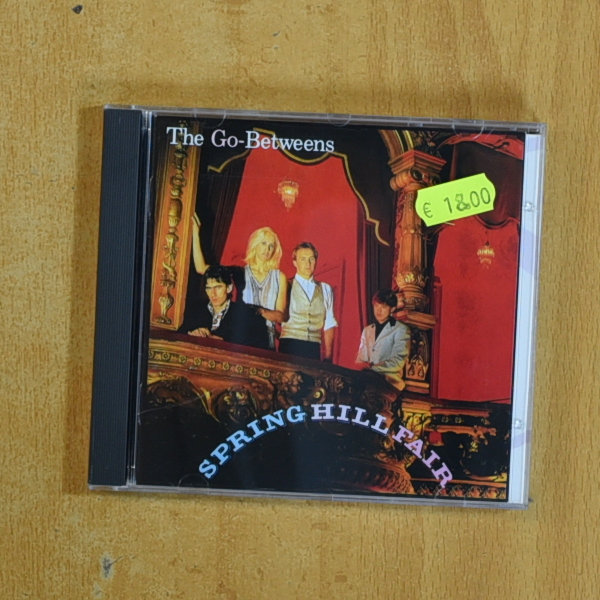 The Go-Betweens
€ 18.00
SPRING HILL FAIR